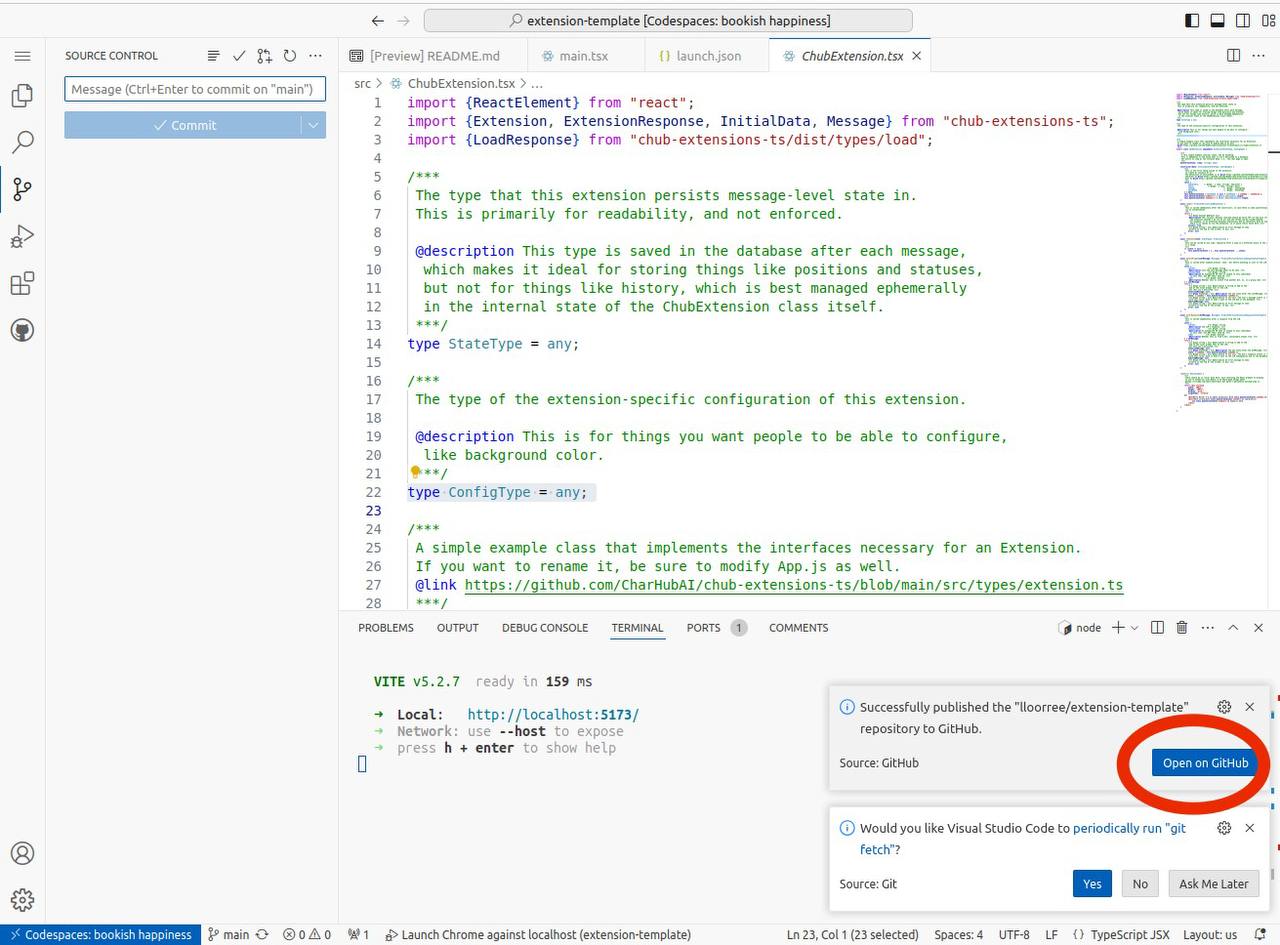 extension-template [Codespaces: bookish happiness]
SOURCE CONTROL
Message (Ctrl+Enter to commit on "main")
Commit
[Preview] README.md
main.tsx
{} launch.json
ChubExtension.tsx
src > ChubExtension.tsx > ...
1 import {ReactElement} from "react";
2 import {Extension, ExtensionResponse, InitialData, Message} from "chub-extensions-ts";
3 import {LoadResponse} from "chub-extensions-ts/dist/types/load";
4
5 /***
6 The type that this extension persists message-level state in.
7 This is primarily for readability, and not enforced.
8
9 @description This type is saved in the database after each message,
10 which makes it ideal for storing things like positions and statuses,
11 but not for things like history, which is best managed ephemerally
12 in the internal state of the ChubExtension class itself.
13 ***/
14 type StateType = any;
15
16 /***
17 The type of the extension-specific configuration of this extension.
18
19 @description This is for things you want people to be able to configure,
20 like background color.
21 ***/
22 type ConfigType = any;
23
24 /***
25 A simple example class that implements the interfaces necessary for an Extension.
26 If you want to rename it, be sure to modify App.js as well.
27 @link https://github.com/CharHubAI/chub-extensions-ts/blob/main/src/types/extension.ts
28 ***/
PROBLEMS
OUTPUT
DEBUG CONSOLE
TERMINAL
PORTS 1
COMMENTS
node
VITE v5.2.7 ready in 159 ms
➜ Local: http://localhost:5173/
➜ Network: use --host to expose
➜ press h + enter to show help
Successfully published the "lloorree/extension-template"
repository to GitHub.
Source: GitHub
Open on GitHub
Would you like Visual Studio Code to periodically run "git
fetch"?
Source: Git
Yes
No
Ask Me Later
Codespaces: bookish happiness
main
0 0
1
Launch Chrome against localhost (extension-template)
Ln 23, Col 1 (23 selected)
Spaces: 4
UTF-8
LF
{} TypeScript JSX
Layout: us